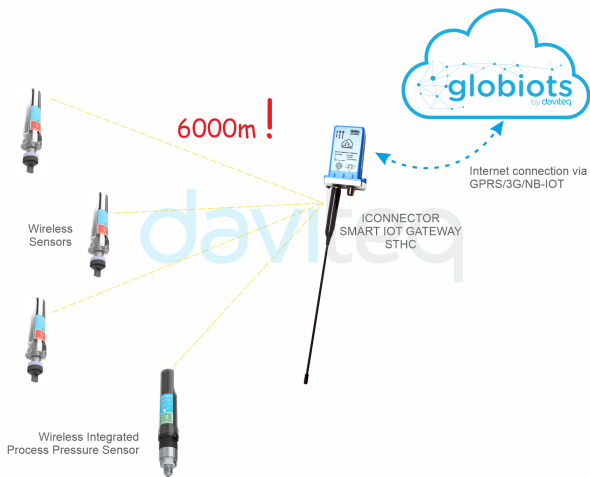 globiots
by daviteq
6000m!
Internet connection via
GPRS/3G/NB-IOT
daviteq
ICONNECTOR
SMART IOT GATEWAY
STHC
Wireless
Sensors
Wireless Integrated
Process Pressure Sensor